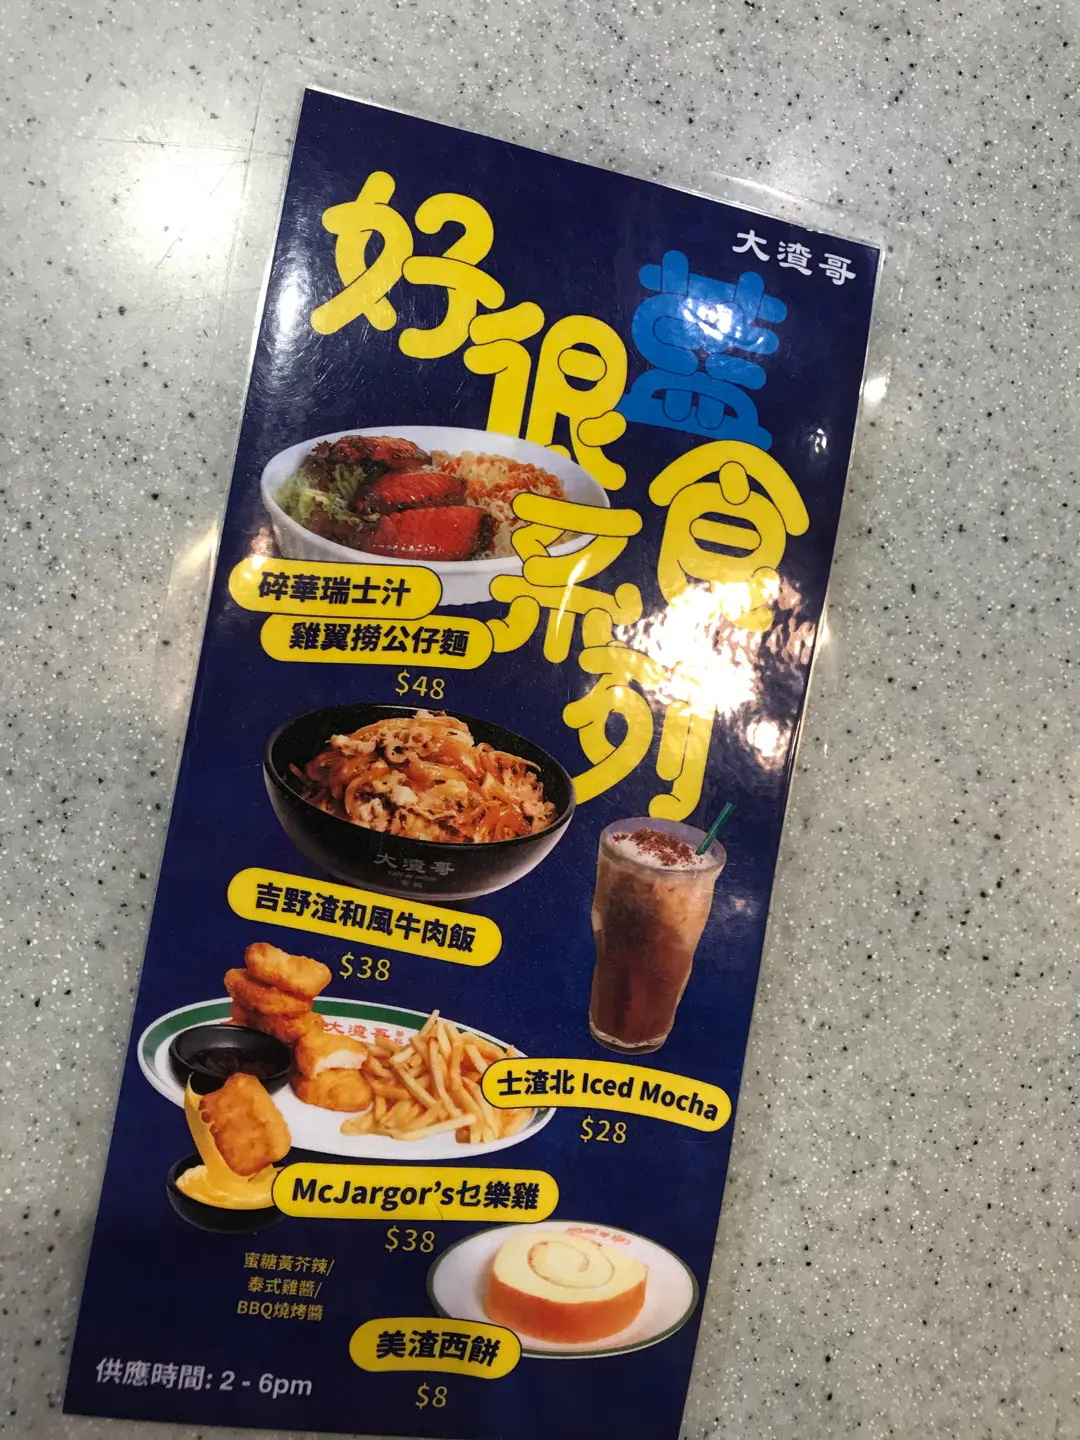 大渣哥
好很藍食系列
碎華瑞士汁
雞翼撈公仔麵
$48
大渣哥
吉野渣和風牛肉飯
$38
大渣哥
士渣北 Iced Mocha
$28
McJargor's乜樂雞
$38
蜜糖黃芥辣/
泰式雞醬/
BBQ燒烤醬
美渣西餅
$8
供應時間: 2 - 6pm